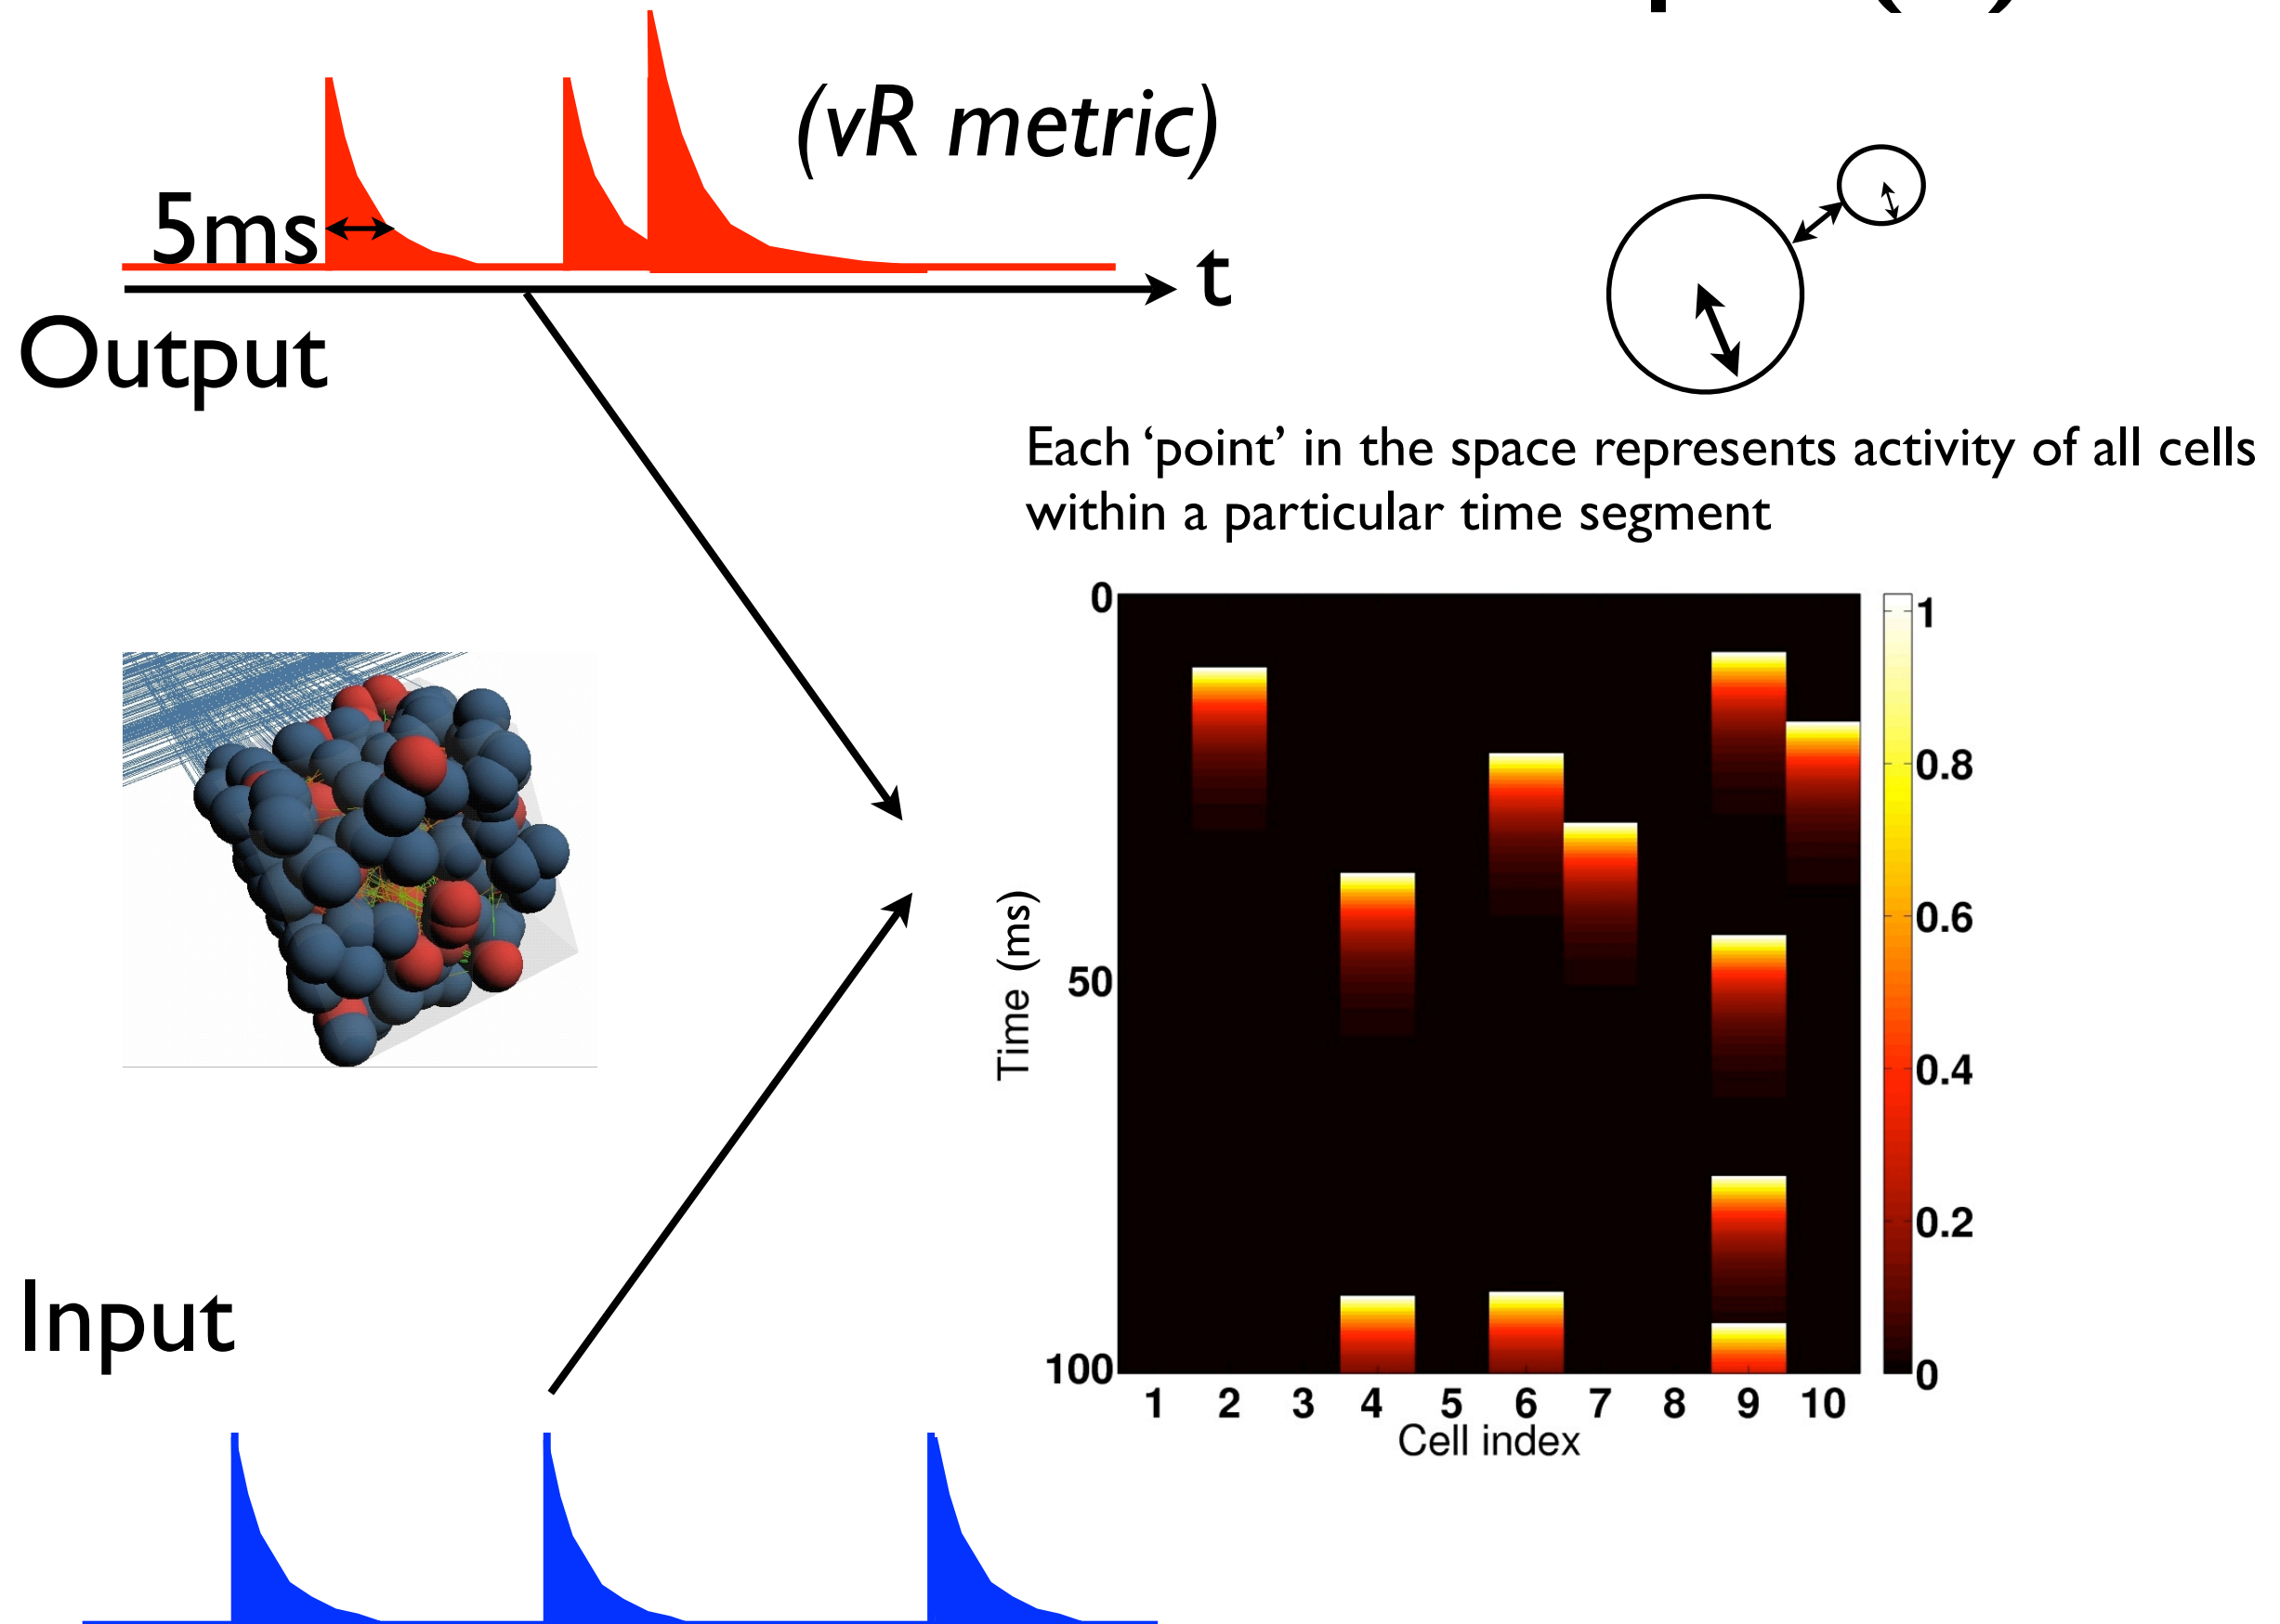 (vR metric)
5ms
t
Output
Each ‘point’ in the space represents activity of all cells
within a particular time segment
0
50
100
Time (ms)
1 2 3 4 5 6 7 8 9 10
Cell index
1
0.8
0.6
0.4
0.2
0
Input